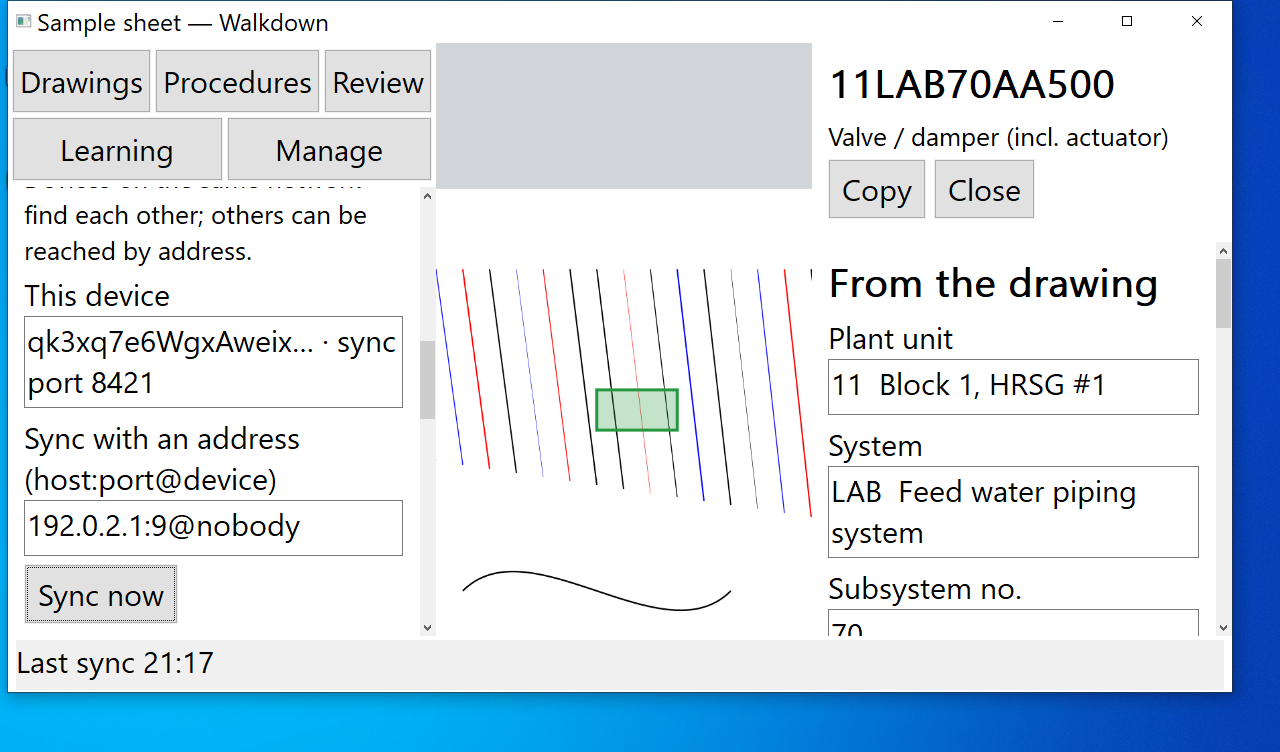 Sample sheet — Walkdown
Drawings
Procedures
Review
Learning
Manage
find each other; others can be
reached by address.
This device
qk3xq7e6WgxAweix... · sync
port 8421
Sync with an address
(host:port@device)
192.0.2.1:9@nobody
Sync now
11LAB70AA500
Valve / damper (incl. actuator)
Copy
Close
From the drawing
Plant unit
11  Block 1, HRSG #1
System
LAB  Feed water piping
system
Subsystem no.
70
Last sync 21:17